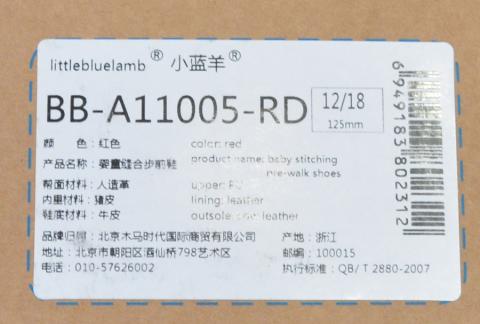 littlebluelamb® 小蓝羊®
BB-A11005-RD
12/18
125mm
颜 色：红色 color: red
产品名称：婴童缝合步前鞋 product name: baby stitching
pre-walk shoes
帮面材料：人造革 upper: PU
内里材料：猪皮 lining: leather
鞋底材料：牛皮 outsole: cow leather
品牌归属：北京木马时代国际商贸有限公司 产地：浙江
地址：北京市朝阳区酒仙桥798艺术区 邮编：100015
电话：010-57626002 执行标准：QB/T 2880-2007
6949183802312